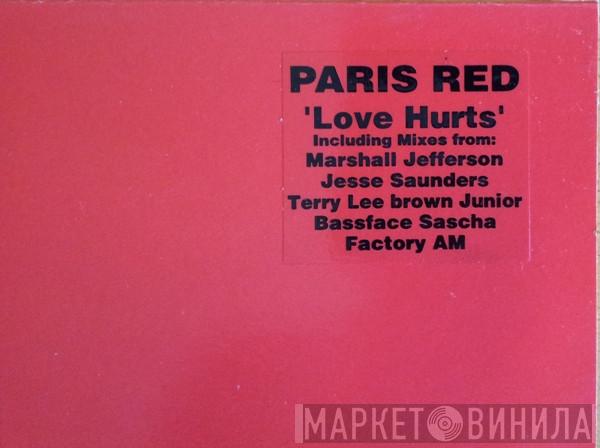 PARIS RED
'Love Hurts'
Including Mixes from:
Marshall Jefferson
Jesse Saunders
Terry Lee brown Junior
Bassface Sascha
Factory AM
МАРКЕТ ВИНИЛА